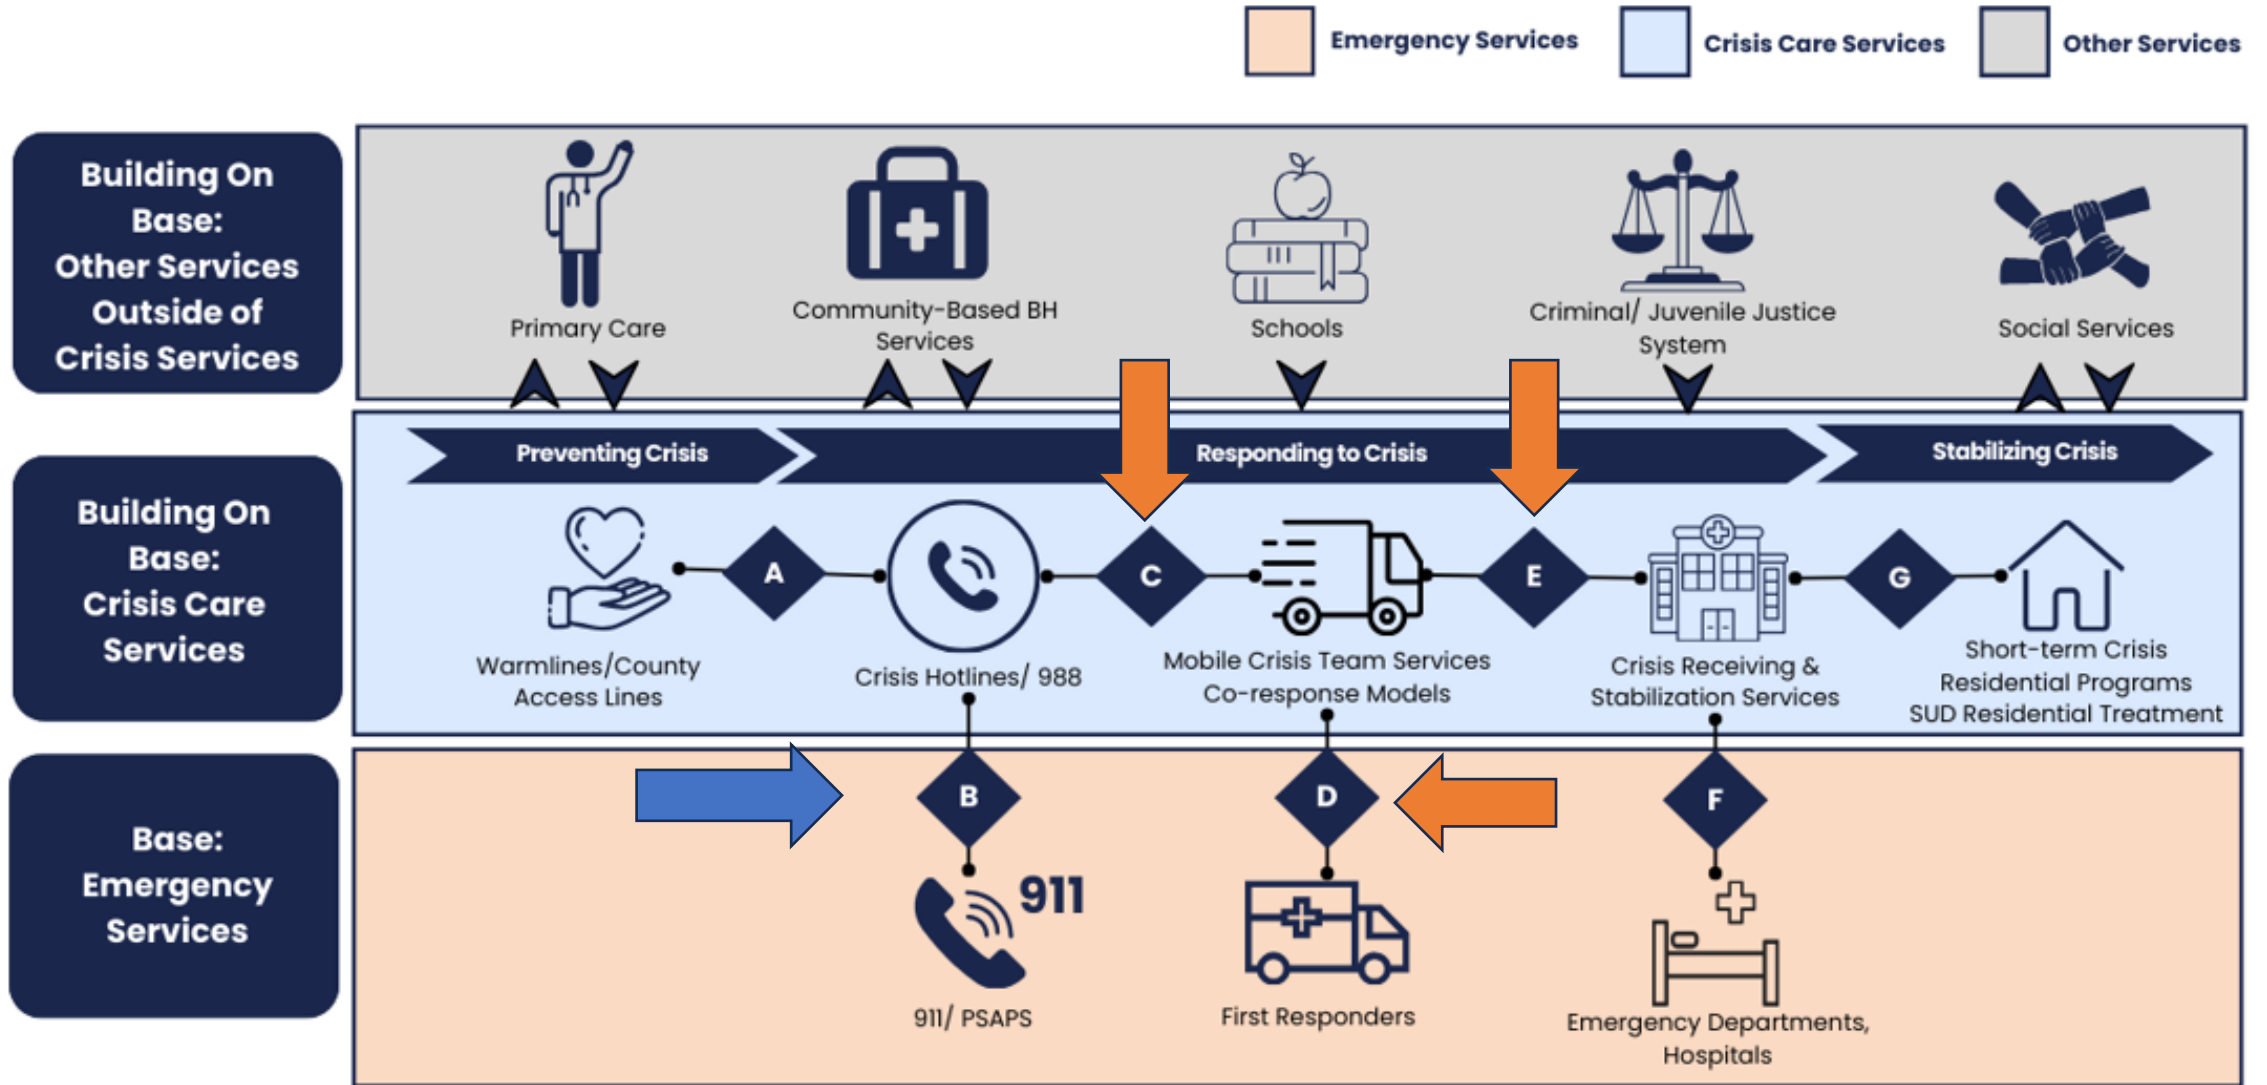 Emergency Services
Crisis Care Services
Other Services
Building On
Base:
Other Services
Outside of
Crisis Services
Primary Care
Community-Based BH
Services
Schools
Criminal/ Juvenile Justice
System
Social Services
Building On
Base:
Crisis Care
Services
Preventing Crisis
Responding to Crisis
Stabilizing Crisis
A
C
E
G
Warmlines/County
Access Lines
Crisis Hotlines/ 988
Mobile Crisis Team Services
Co-response Models
Crisis Receiving &
Stabilization Services
Short-term Crisis
Residential Programs
SUD Residential Treatment
Base:
Emergency
Services
B
D
F
911
911/ PSAPS
First Responders
Emergency Departments,
Hospitals